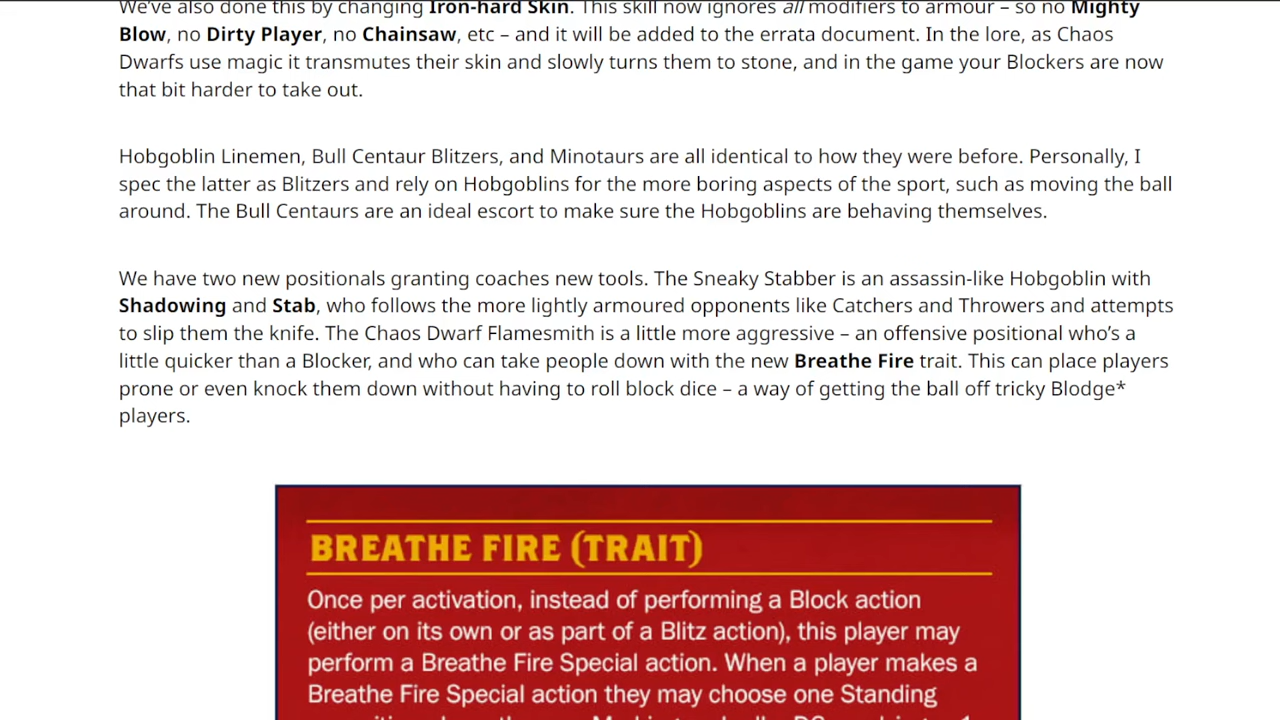 We've also done this by changing Iron-hard Skin. This skill now ignores all modifiers to armour – so no Mighty
Blow, no Dirty Player, no Chainsaw, etc – and it will be added to the errata document. In the lore, as Chaos
Dwarfs use magic it transmutes their skin and slowly turns them to stone, and in the game your Blockers are now
that bit harder to take out.
Hobgoblin Linemen, Bull Centaur Blitzers, and Minotaurs are all identical to how they were before. Personally, I
spec the latter as Blitzers and rely on Hobgoblins for the more boring aspects of the sport, such as moving the ball
around. The Bull Centaurs are an ideal escort to make sure the Hobgoblins are behaving themselves.
We have two new positionals granting coaches new tools. The Sneaky Stabber is an assassin-like Hobgoblin with
Shadowing and Stab, who follows the more lightly armoured opponents like Catchers and Throwers and attempts
to slip them the knife. The Chaos Dwarf Flamesmith is a little more aggressive – an offensive positional who's a
little quicker than a Blocker, and who can take people down with the new Breathe Fire trait. This can place players
prone or even knock them down without having to roll block dice – a way of getting the ball off tricky Blodge*
players.
BREATHE FIRE (TRAIT)
Once per activation, instead of performing a Block action
(either on its own or as part of a Blitz action), this player may
perform a Breathe Fire Special action. When a player makes a
Breathe Fire Special action they may choose one Standing